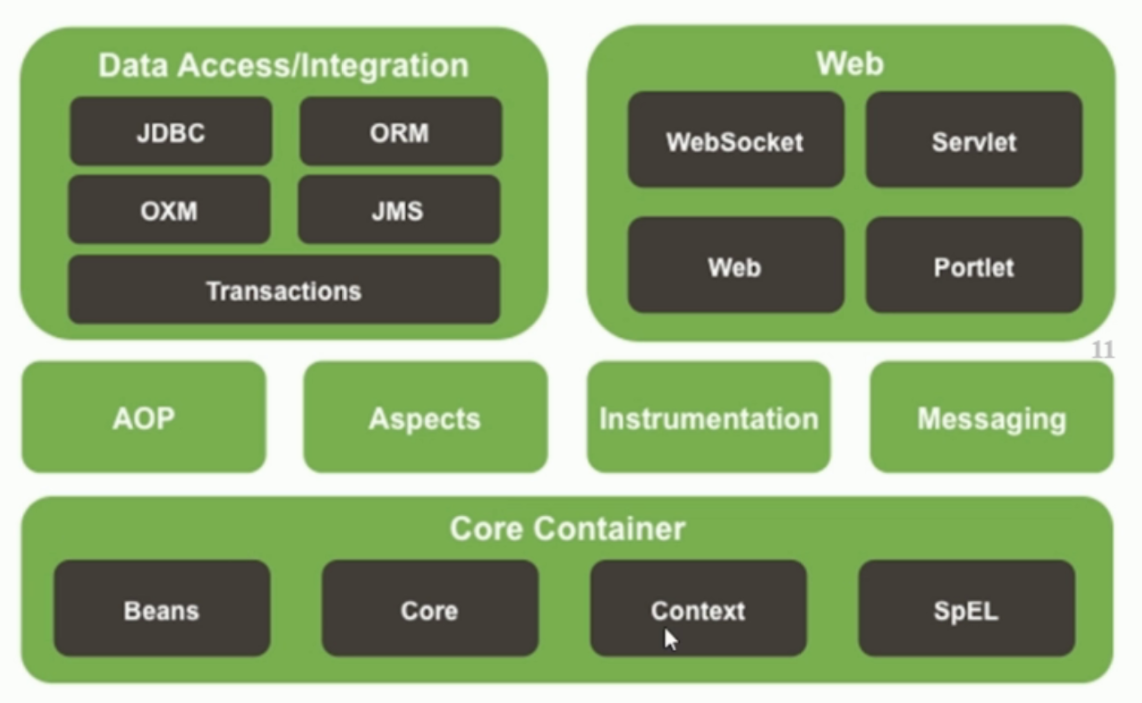 Data Access/Integration
JDBC
ORM
OXM
JMS
Transactions
Web
WebSocket
Servlet
Web
Portlet
11
AOP
Aspects
Instrumentation
Messaging
Core Container
Beans
Core
Context
SpEL